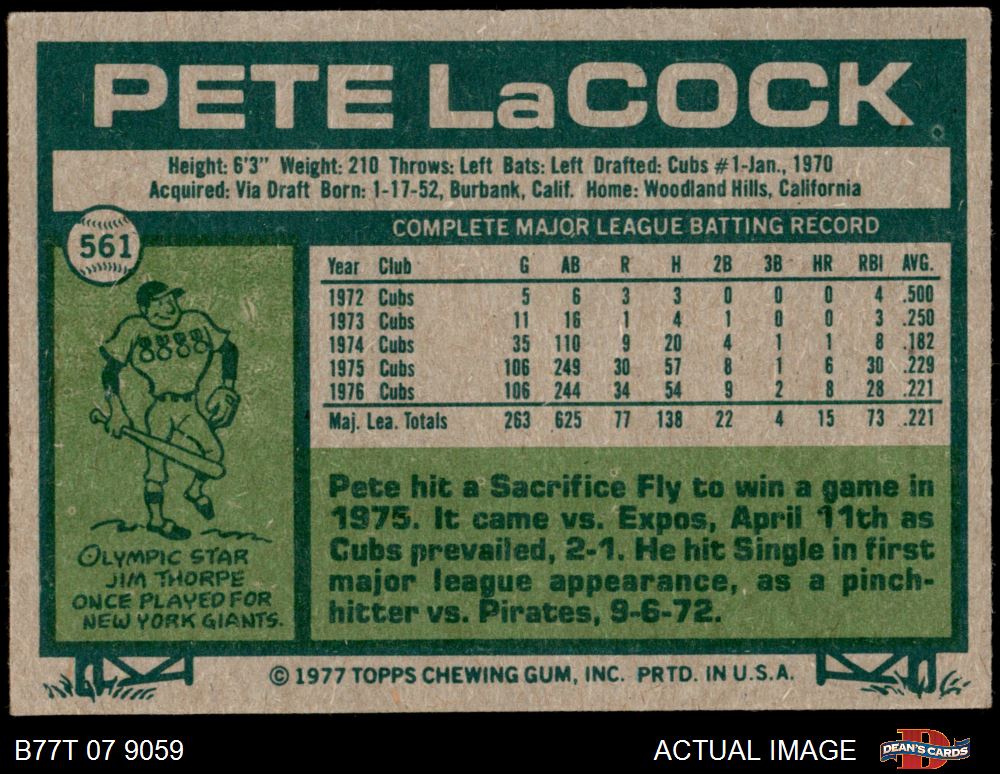 PETE LaCOCK
Height: 6'3" Weight: 210 Throws: Left Bats: Left Drafted: Cubs #1-Jan., 1970
Acquired: Via Draft Born: 1-17-52, Burbank, Calif. Home: Woodland Hills, California
561
COMPLETE MAJOR LEAGUE BATTING RECORD
Year Club G AB R H 2B 3B HR RBI AVG.
1972 Cubs 5 6 3 3 0 0 0 4 .500
1973 Cubs 11 16 1 4 1 0 0 3 .250
1974 Cubs 35 110 9 20 4 1 1 8 .182
1975 Cubs 106 249 30 57 8 1 6 30 .229
1976 Cubs 106 244 34 54 9 2 8 28 .221
Maj. Lea. Totals 263 625 77 138 22 4 15 73 .221
OLYMPIC STAR
JIM THORPE
ONCE PLAYED FOR
NEW YORK GIANTS.
Pete hit a Sacrifice Fly to win a game in
1975. It came vs. Expos, April 11th as
Cubs prevailed, 2-1. He hit Single in first
major league appearance, as a pinch-
hitter vs. Pirates, 9-6-72.
© 1977 TOPPS CHEWING GUM, INC. PRTD. IN U.S.A.
B77T 07 9059
ACTUAL IMAGE
DEAN'S CARDS